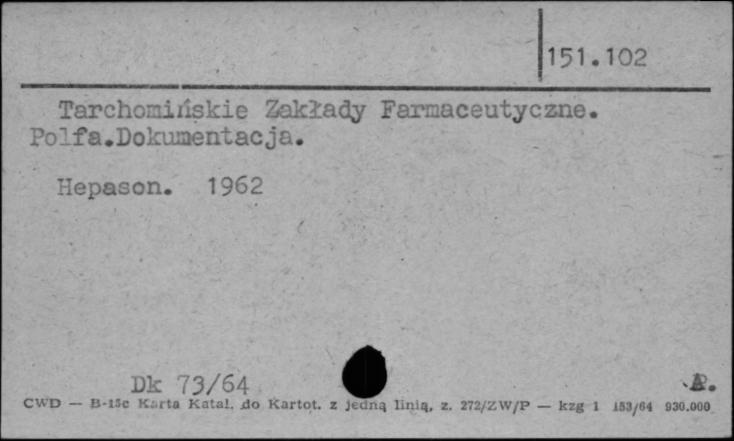 151.102
Tarchomińskie Zakłady Farmaceutyczne.
Polfa.Dokumentacja.
Hepason. 1962
Dk 73/64 A.
CWD — B-15c Karta Katal. do Kartot. z jedną linią, z. 272/ZW/P — kzg 1 153/64 930.000